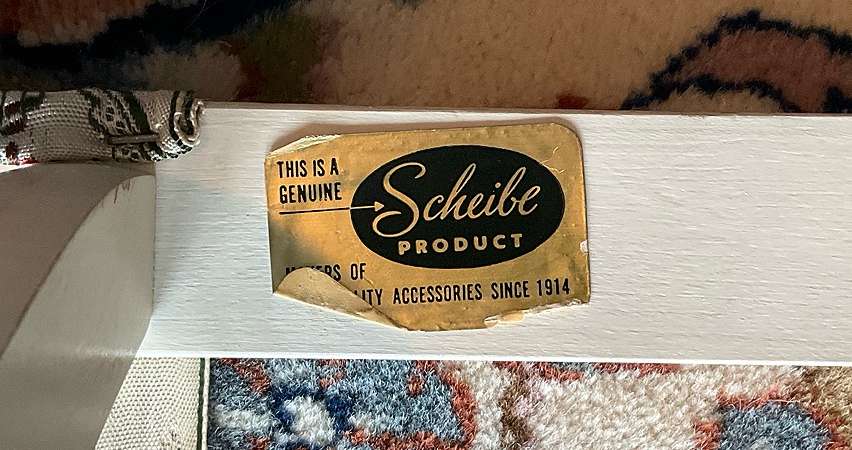 THIS IS A
GENUINE
Scheibe
PRODUCT
OF
ACCESSORIES SINCE 1914